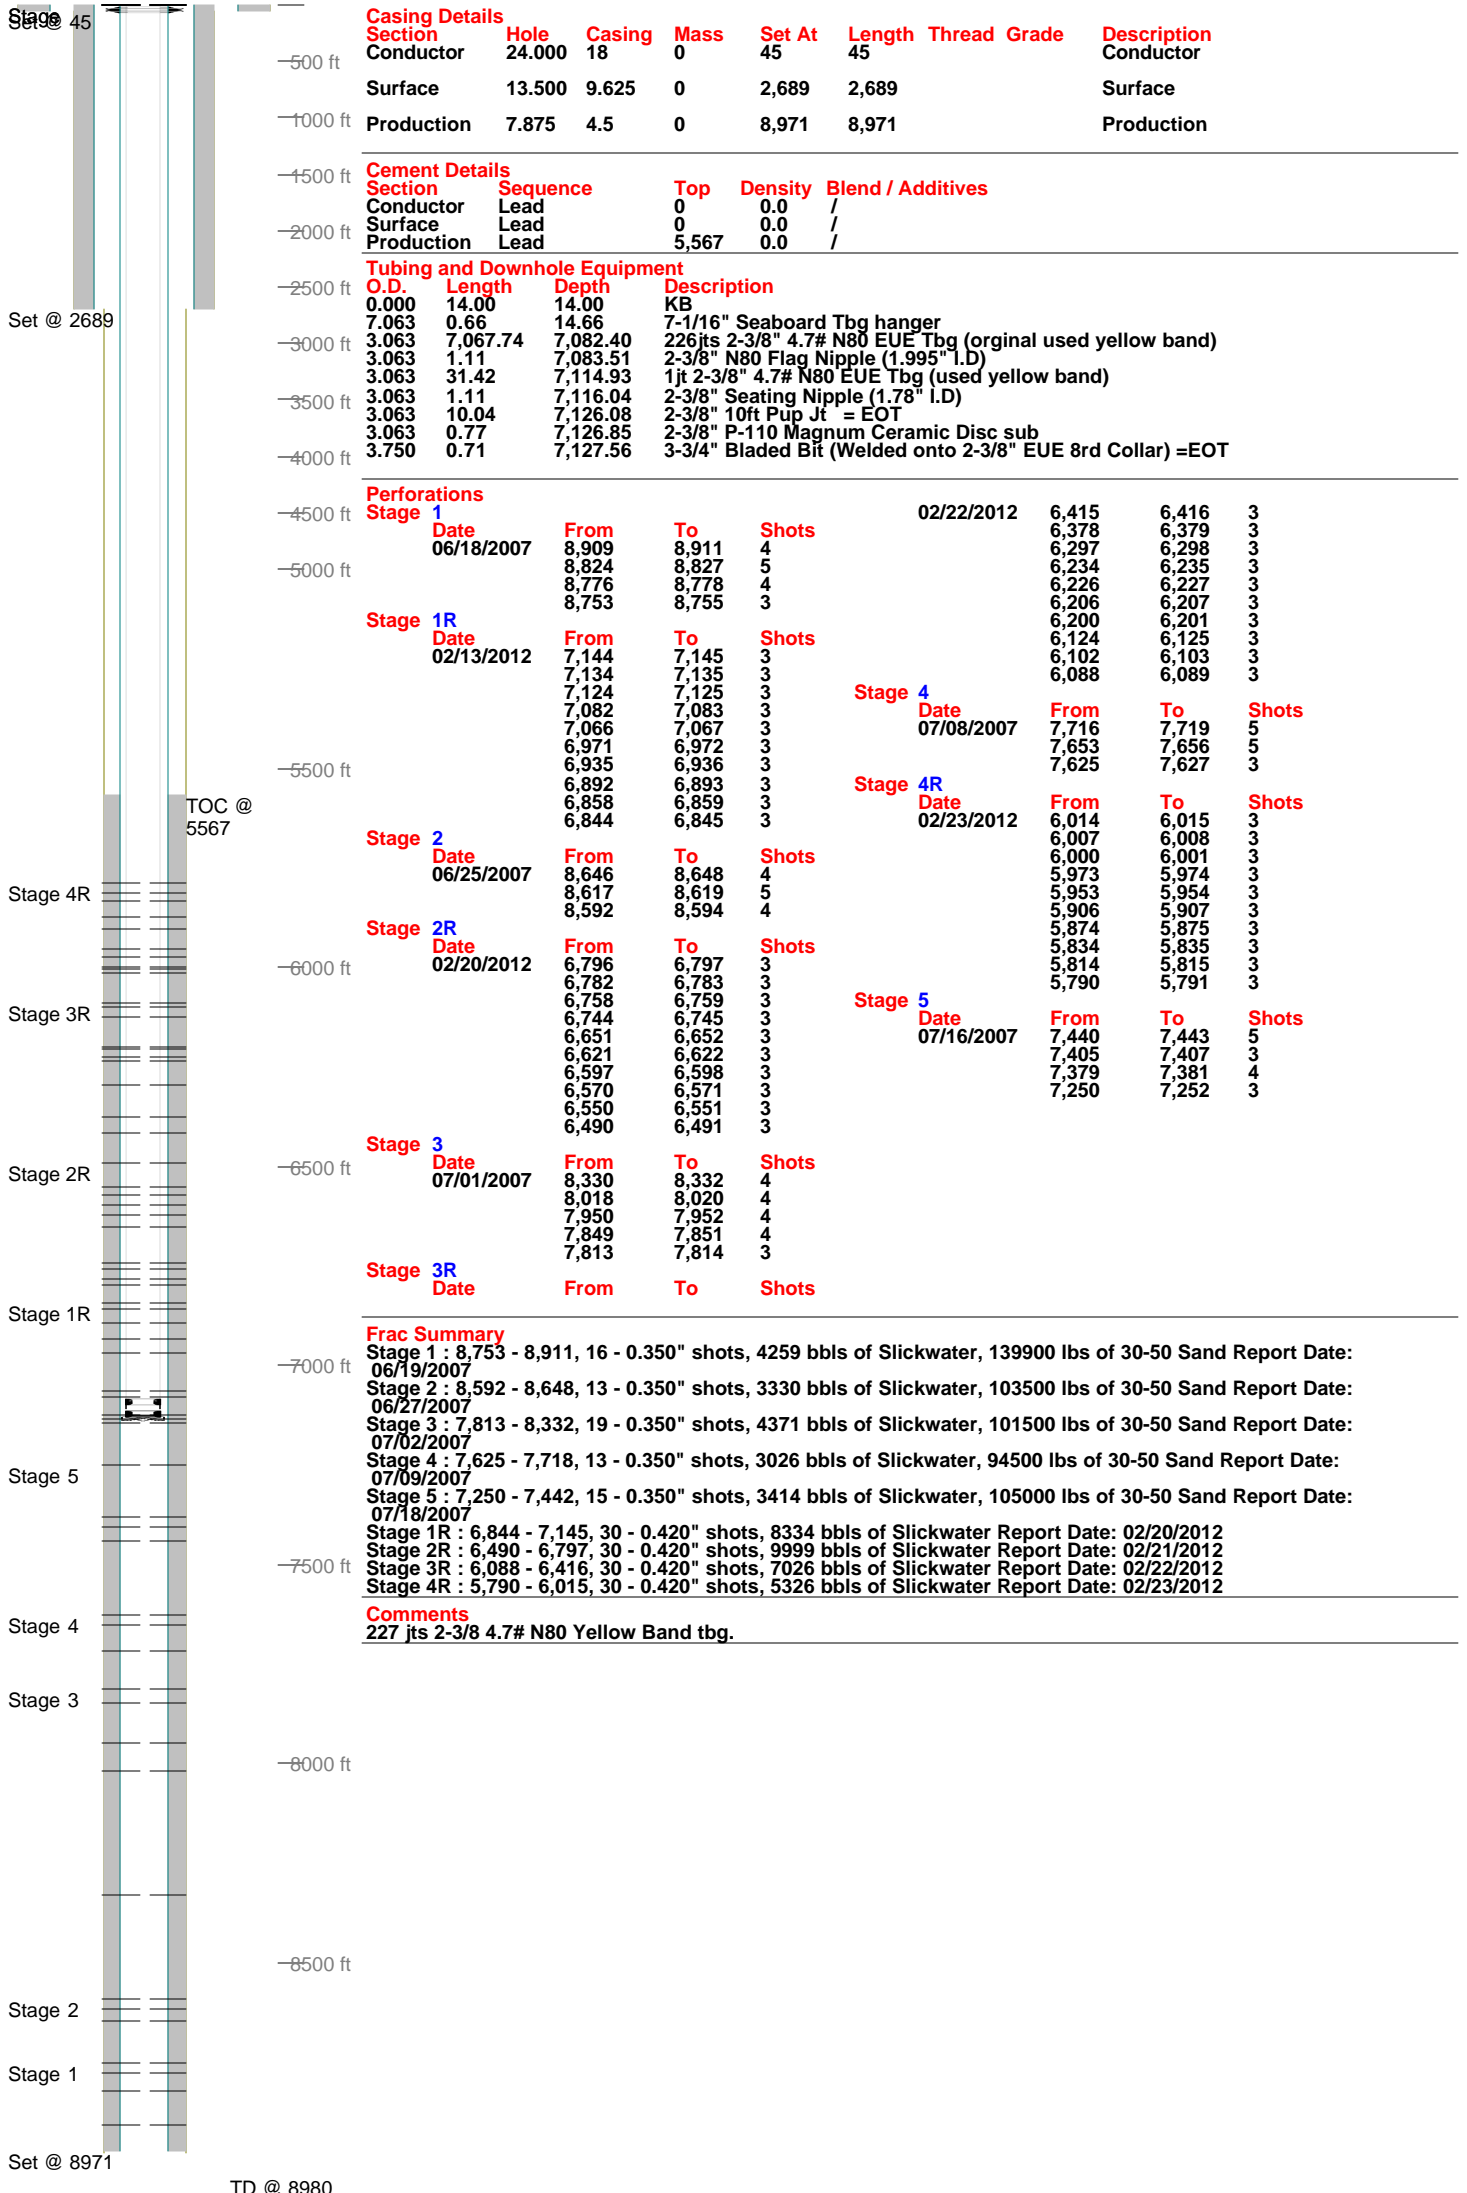 Stage
Set @ 45
Set @ 2689
TOC @
5567
Stage 4R
Stage 3R
Stage 2R
Stage 1R
Stage 5
Stage 4
Stage 3
Stage 2
Stage 1
Set @ 8971
TD @ 8980
500 ft
1000 ft
1500 ft
2000 ft
2500 ft
3000 ft
3500 ft
4000 ft
4500 ft
5000 ft
5500 ft
6000 ft
6500 ft
7000 ft
7500 ft
8000 ft
8500 ft
Casing Details
Section Hole Casing Mass Set At Length Thread Grade Description
Conductor 24.000 18 0 45 45 Conductor
Surface 13.500 9.625 0 2,689 2,689 Surface
Production 7.875 4.5 0 8,971 8,971 Production
Cement Details
Section Sequence Top Density Blend / Additives
Conductor Lead 0 0.0 /
Surface Lead 0 0.0 /
Production Lead 5,567 0.0 /
Tubing and Downhole Equipment
O.D. Length Depth Description
0.000 14.00 14.00 KB
7.063 0.66 14.66 7-1/16" Seaboard Tbg hanger
3.063 7,067.74 7,082.40 226jts 2-3/8" 4.7# N80 EUE Tbg (orginal used yellow band)
3.063 1.11 7,083.51 2-3/8" N80 Flag Nipple (1.995" I.D)
3.063 31.42 7,114.93 1jt 2-3/8" 4.7# N80 EUE Tbg (used yellow band)
3.063 1.11 7,116.04 2-3/8" Seating Nipple (1.78" I.D)
3.063 10.04 7,126.08 2-3/8" 10ft Pup Jt = EOT
3.063 0.77 7,126.85 2-3/8" P-110 Magnum Ceramic Disc sub
3.750 0.71 7,127.56 3-3/4" Bladed Bit (Welded onto 2-3/8" EUE 8rd Collar) =EOT
Perforations
Stage 1
Date From To Shots
06/18/2007 8,909 8,911 4
8,824 8,827 5
8,776 8,778 4
8,753 8,755 3
Stage 1R
Date From To Shots
02/13/2012 7,144 7,145 3
7,134 7,135 3
7,124 7,125 3
7,082 7,083 3
7,066 7,067 3
6,971 6,972 3
6,935 6,936 3
6,892 6,893 3
6,858 6,859 3
6,844 6,845 3
Stage 2
Date From To Shots
06/25/2007 8,646 8,648 4
8,617 8,619 5
8,592 8,594 4
Stage 2R
Date From To Shots
02/20/2012 6,796 6,797 3
6,782 6,783 3
6,758 6,759 3
6,744 6,745 3
6,651 6,652 3
6,621 6,622 3
6,597 6,598 3
6,570 6,571 3
6,550 6,551 3
6,490 6,491 3
Stage 3
Date From To Shots
07/01/2007 8,330 8,332 4
8,018 8,020 4
7,950 7,952 4
7,849 7,851 4
7,813 7,814 3
Stage 3R
Date From To Shots
02/22/2012 6,415 6,416 3
6,378 6,379 3
6,297 6,298 3
6,234 6,235 3
6,226 6,227 3
6,206 6,207 3
6,200 6,201 3
6,124 6,125 3
6,102 6,103 3
6,088 6,089 3
Stage 4
Date From To Shots
07/08/2007 7,716 7,719 5
7,653 7,656 5
7,625 7,627 3
Stage 4R
Date From To Shots
02/23/2012 6,014 6,015 3
6,007 6,008 3
6,000 6,001 3
5,973 5,974 3
5,953 5,954 3
5,906 5,907 3
5,874 5,875 3
5,834 5,835 3
5,814 5,815 3
5,790 5,791 3
Stage 5
Date From To Shots
07/16/2007 7,440 7,443 5
7,405 7,407 3
7,379 7,381 4
7,250 7,252 3
Frac Summary
Stage 1 : 8,753 - 8,911, 16 - 0.350" shots, 4259 bbls of Slickwater, 139900 lbs of 30-50 Sand Report Date:
06/19/2007
Stage 2 : 8,592 - 8,648, 13 - 0.350" shots, 3330 bbls of Slickwater, 103500 lbs of 30-50 Sand Report Date:
06/27/2007
Stage 3 : 7,813 - 8,332, 19 - 0.350" shots, 4371 bbls of Slickwater, 101500 lbs of 30-50 Sand Report Date:
07/02/2007
Stage 4 : 7,625 - 7,718, 13 - 0.350" shots, 3026 bbls of Slickwater, 94500 lbs of 30-50 Sand Report Date:
07/09/2007
Stage 5 : 7,250 - 7,442, 15 - 0.350" shots, 3414 bbls of Slickwater, 105000 lbs of 30-50 Sand Report Date:
07/18/2007
Stage 1R : 6,844 - 7,145, 30 - 0.420" shots, 8334 bbls of Slickwater Report Date: 02/20/2012
Stage 2R : 6,490 - 6,797, 30 - 0.420" shots, 9999 bbls of Slickwater Report Date: 02/21/2012
Stage 3R : 6,088 - 6,416, 30 - 0.420" shots, 7026 bbls of Slickwater Report Date: 02/22/2012
Stage 4R : 5,790 - 6,015, 30 - 0.420" shots, 5326 bbls of Slickwater Report Date: 02/23/2012
Comments
227 jts 2-3/8 4.7# N80 Yellow Band tbg.